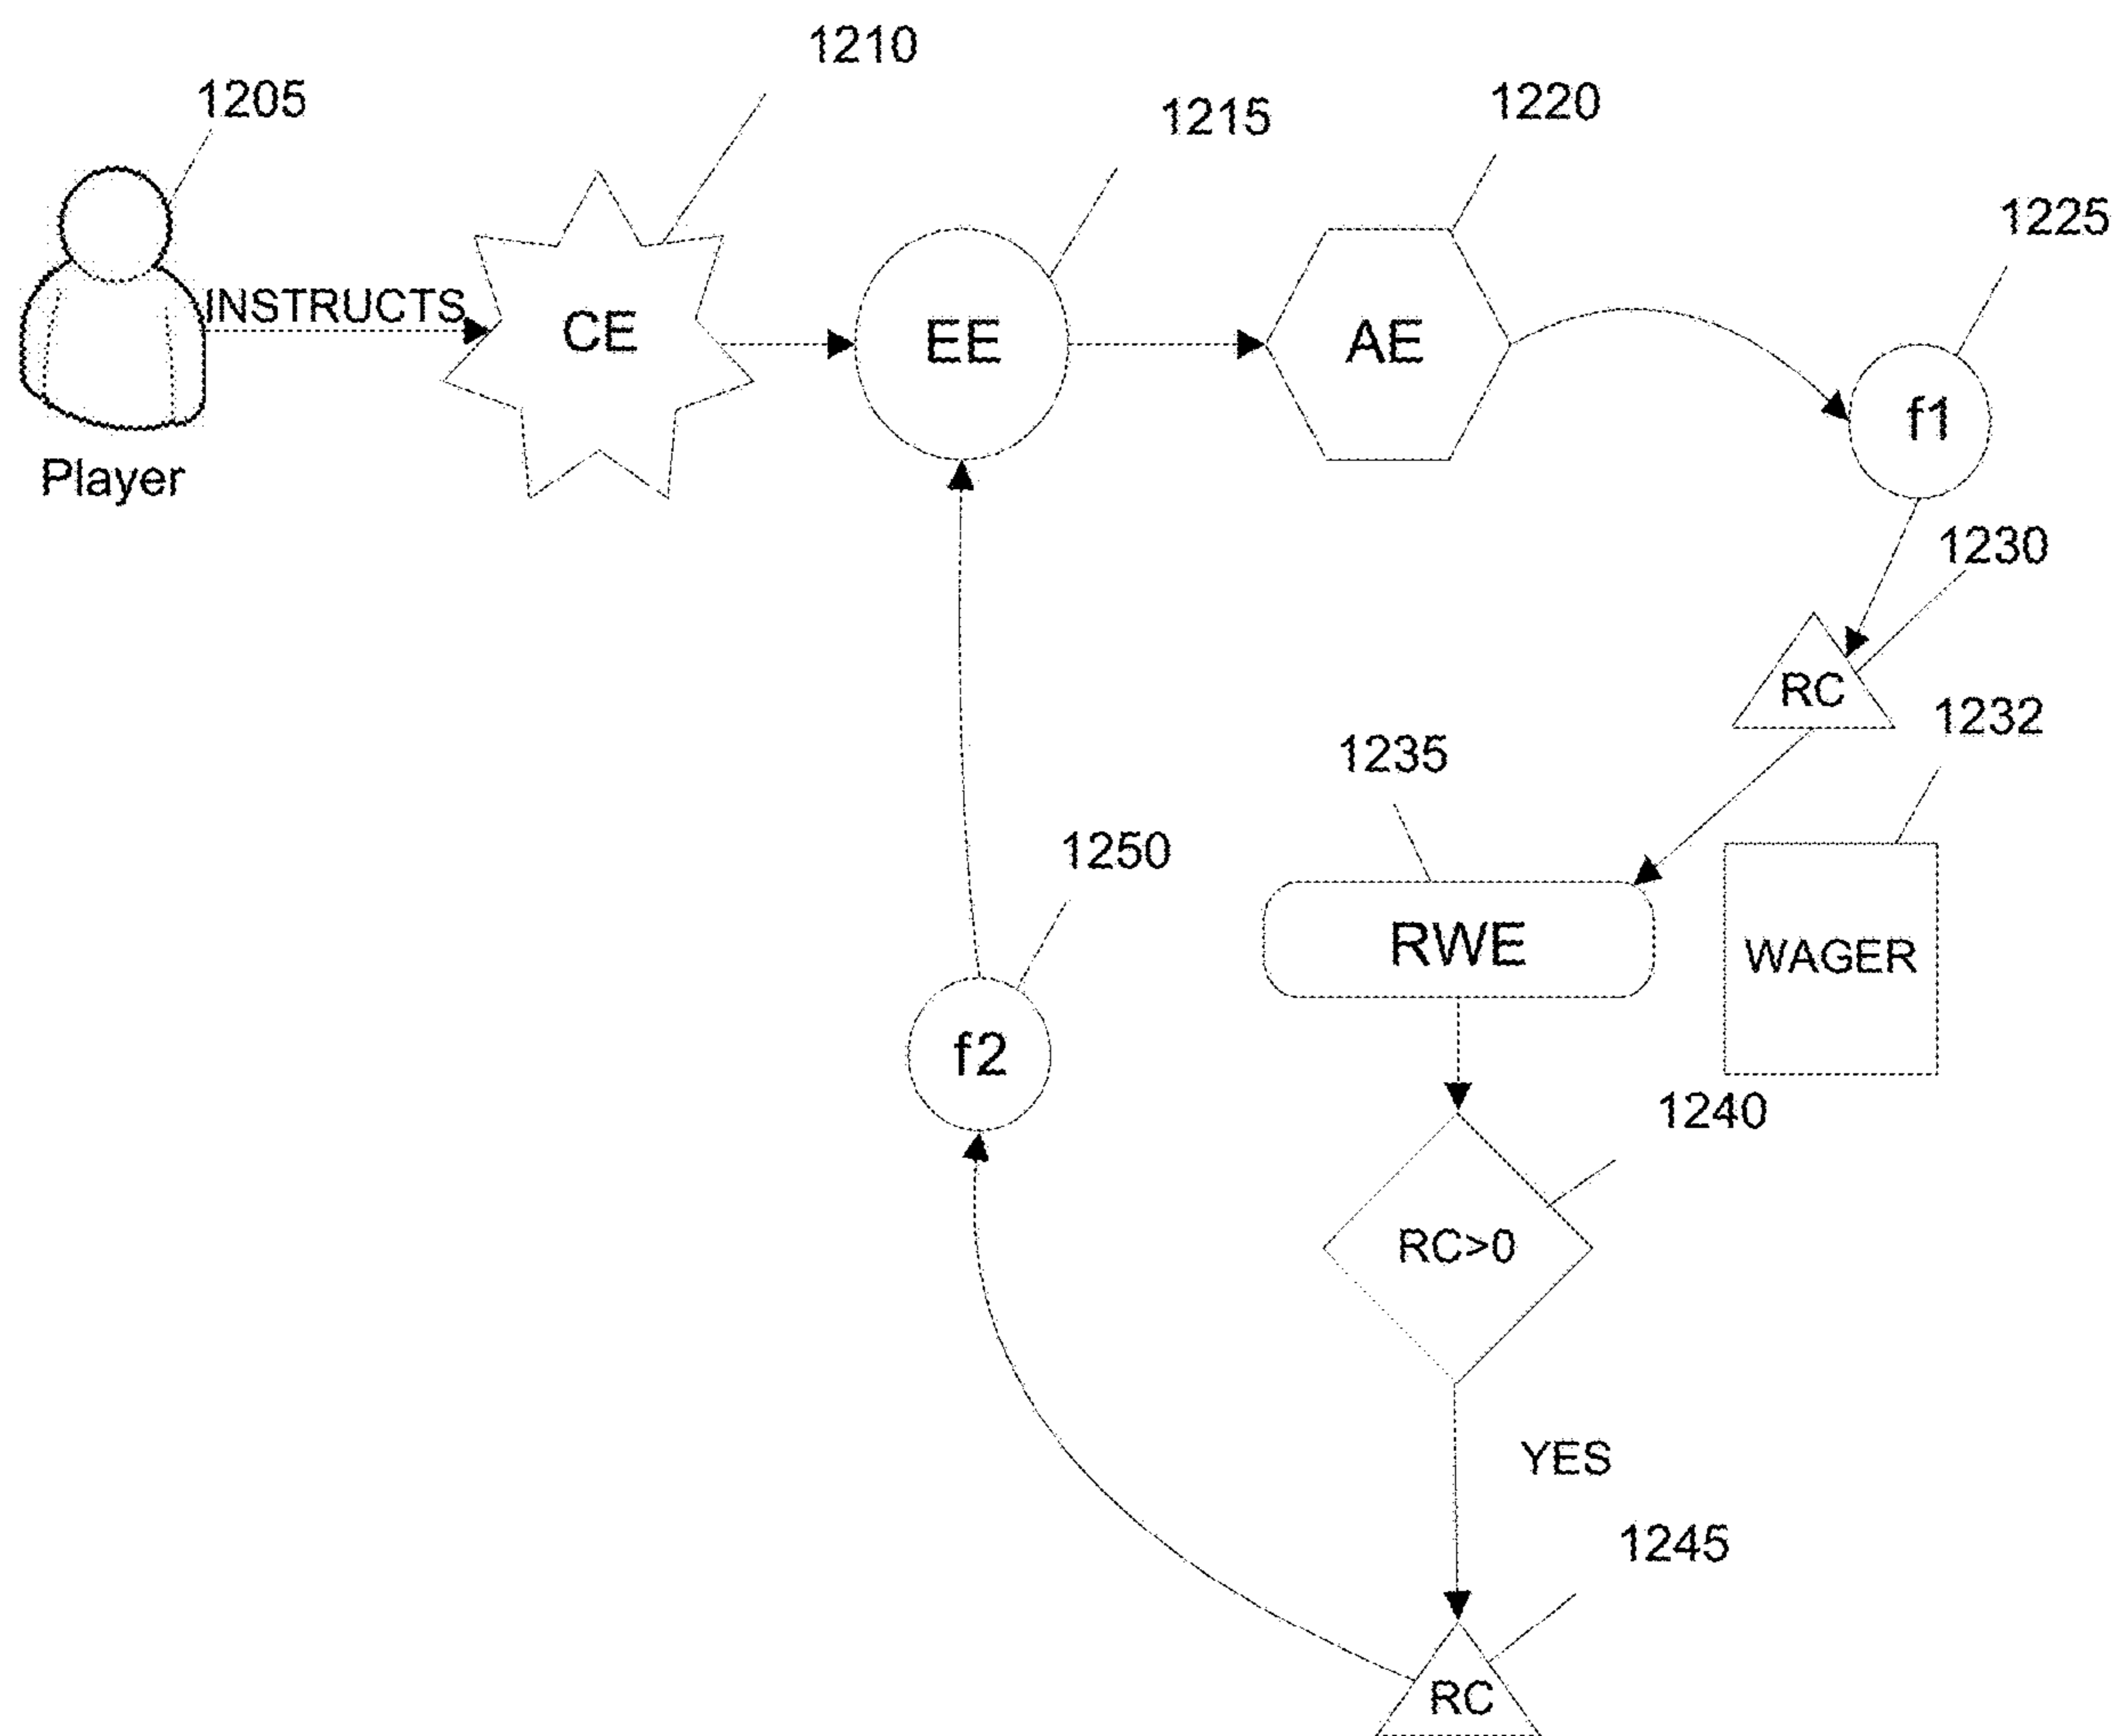 1210
1205
1215
1220
1225
INSTRUCTS
CE
EE
AE
f1
Player
1230
RC
1232
1235
1250
RWE
WAGER
f2
1240
RC>0
YES
1245
RC